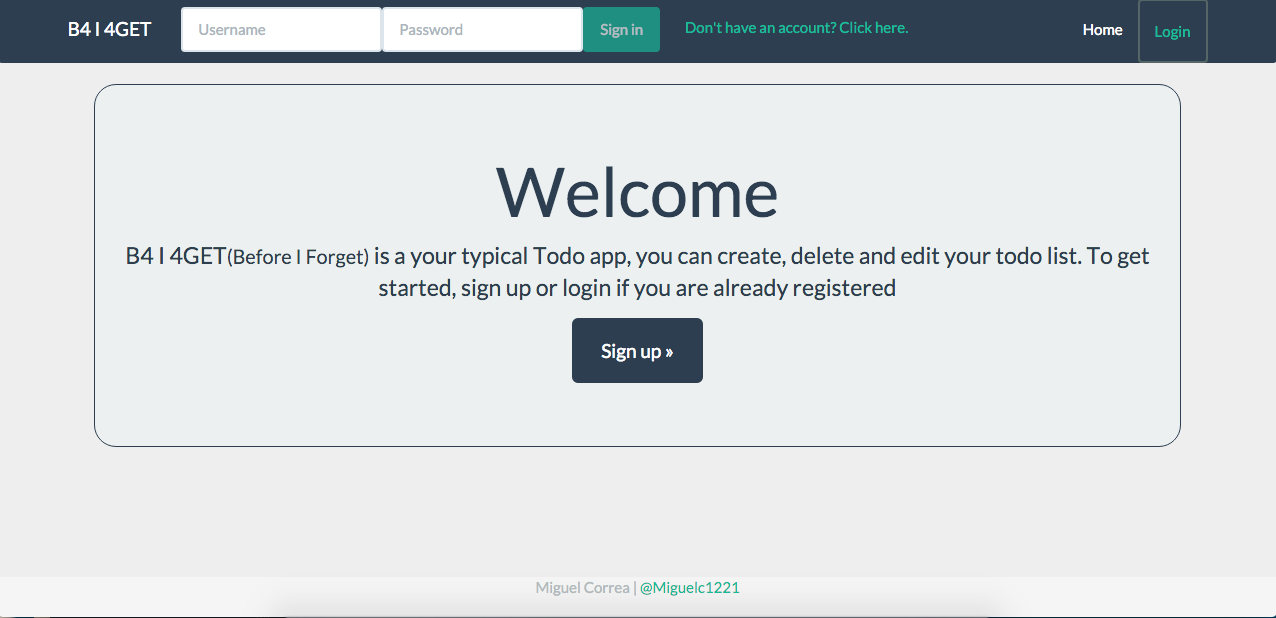 B4 I 4GET Username Password Sign in Don't have an account? Click here. Home Login
Welcome
B4 I 4GET(Before I Forget) is a your typical Todo app, you can create, delete and edit your todo list. To get
started, sign up or login if you are already registered
Sign up »
Miguel Correa | @Miguelc1221